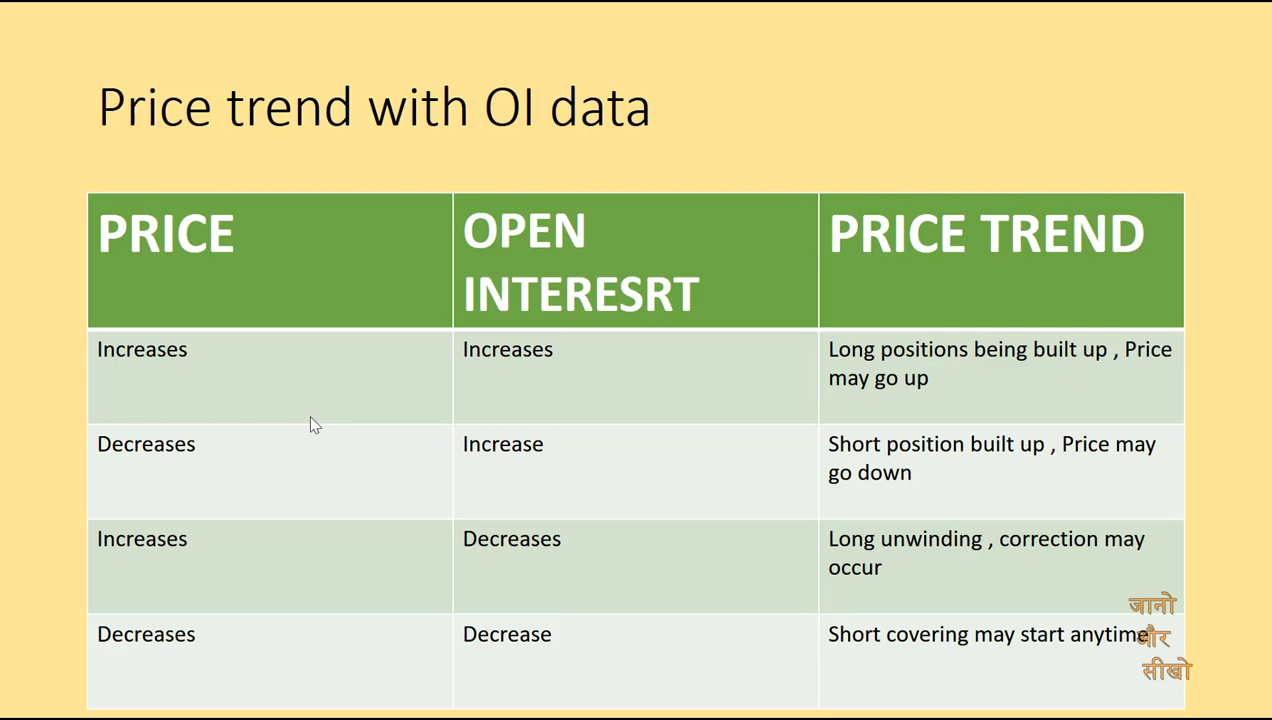 Price trend with OI data
PRICE
OPEN
INTERESRT
PRICE TREND
Increases
Increases
Long positions being built up , Price
may go up
Decreases
Increase
Short position built up , Price may
go down
Increases
Decreases
Long unwinding , correction may
occur
Decreases
Decrease
Short covering may start anytime
जानो
और
सीखो